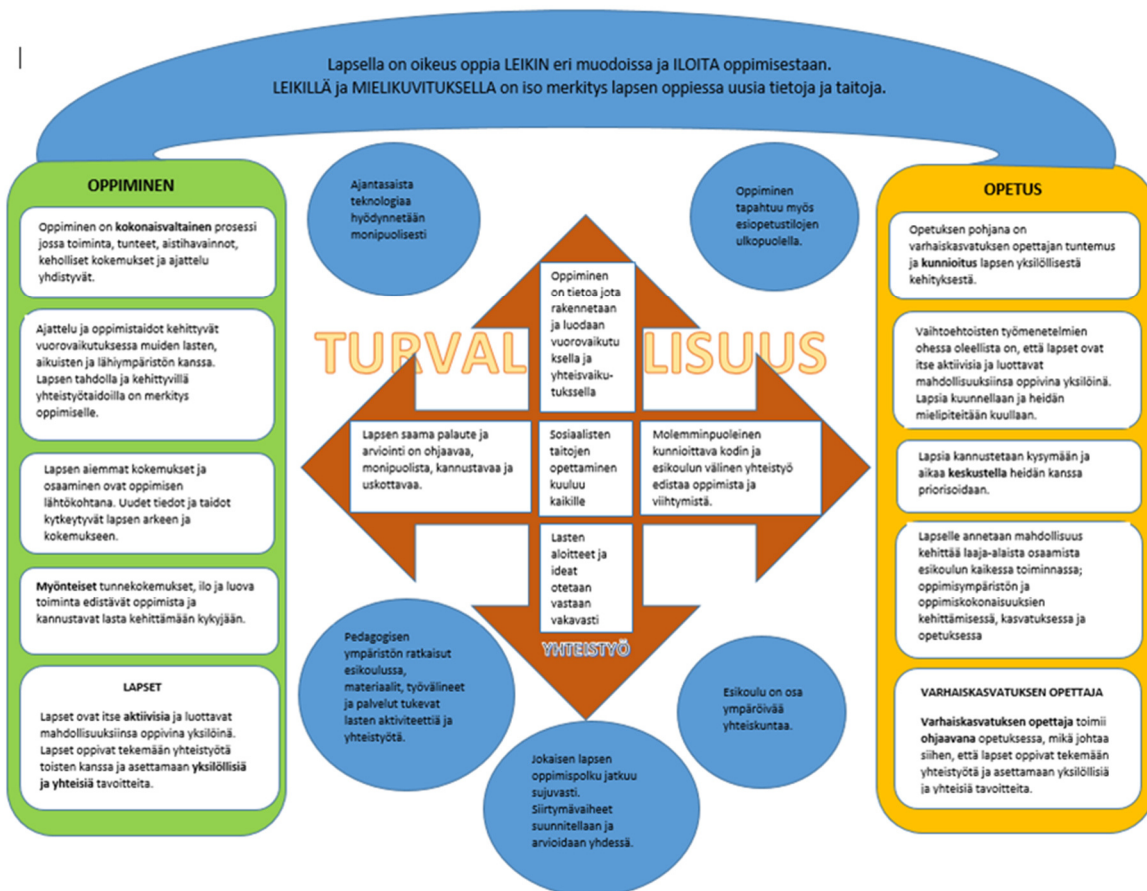 Lapsella on oikeus oppia LEIKIN eri muodoissa ja ILOITA oppimisestaan.
LEIKILLÄ ja MIELIKUVITUKSELLA on iso merkitys lapsen oppiessa uusia tietoja ja taitoja.
OPPIMINEN
Oppiminen on kokonaisvaltainen prosessi
jossa toiminta, tunteet, aistihavainnot,
keholliset kokemukset ja ajattelu
yhdistyvät.
Ajattelu ja oppimistaidot kehittyvät
vuorovaikutuksessa muiden lasten,
aikuisten ja lähiympäristön kanssa.
Lapsen tahdolla ja kehittyvillä
yhteistyötaidoilla on merkitys
oppimiselle.
Lapsen aiemmat kokemukset ja
osaaminen ovat oppimisen
lähtökohtana. Uudet tiedot ja taidot
kytkeytyvät lapsen arkeen ja
kokemukseen.
Myönteiset tunnekokemukset, ilo ja luova
toiminta edistävät oppimista ja
kannustavat lasta kehittämään kykyjään.
LAPSET
Lapset ovat itse aktiivisia ja luottavat
mahdollisuuksiinsa oppivina yksilöinä.
Lapset oppivat tekemään yhteistyötä
toisten kanssa ja asettamaan yksilöllisiä
ja yhteisiä tavoitteita.
Ajantasaista
teknologiaa
hyödynnetään
monipuolisesti
Oppiminen
tapahtuu myös
esiopetustilojen
ulkopuolella.
TURVAL LISUUS
Oppiminen
on tietoa jota
rakennetaan
ja luodaan
vuorovaikutu
ksella ja
yhteisvaiku-
tukssella
Lapsen saama palaute ja
arviointi on ohjaavaa,
monipuolista, kannustavaa ja
uskottavaa.
Sosiaalisten
taitojen
opettaminen
kuuluu
kaikille
Molemminpuoleinen
kunnioittava kodin ja
esikoulun välinen yhteistyö
edistaa oppimista ja
viihtymistä.
Lasten
aloitteet ja
ideat
otetaan
vastaan
vakavasti
YHTEISTYÖ
Pedagogisen
ympäristön ratkaisut
esikoulussa,
materiaalit, työvälineet
ja palvelut tukevat
lasten aktiviteettiä ja
yhteistyötä.
Jokaisen lapsen
oppimispolku jatkuu
sujuvasti.
Siirtymävaiheet
suunnitellaan ja
arvioidaan yhdessä.
Esikoulu on osa
ympäröivää
yhteiskuntaa.
OPETUS
Opetuksen pohjana on
varhaiskasvatuksen opettajan tuntemus
ja kunnioitus lapsen yksilöllisestä
kehityksestä.
Vaihtoehtoisten työmenetelmien
ohessa oleellista on, että lapset ovat
itse aktiivisia ja luottavat
mahdollisuuksiinsa oppivina yksilöinä.
Lapsia kuunnellaan ja heidän
mielipiteitään kuullaan.
Lapsia kannustetaan kysymään ja
aikaa keskustella heidän kanssa
priorisoidaan.
Lapselle annetaan mahdollisuus
kehittää laaja-alaista osaamista
esikoulun kaikessa toiminnassa;
oppimisympäristön ja
oppimiskokonaisuuksien
kehittämisessä, kasvatuksessa ja
opetuksessa
VARHAISKASVATUKSEN OPETTAJA
Varhaiskasvatuksen opettaja toimii
ohjaavana opetuksessa, mikä johtaa
siihen, että lapset oppivat tekemään
yhteistyötä ja asettamaan yksilöllisiä
ja yhteisiä tavoitteita.